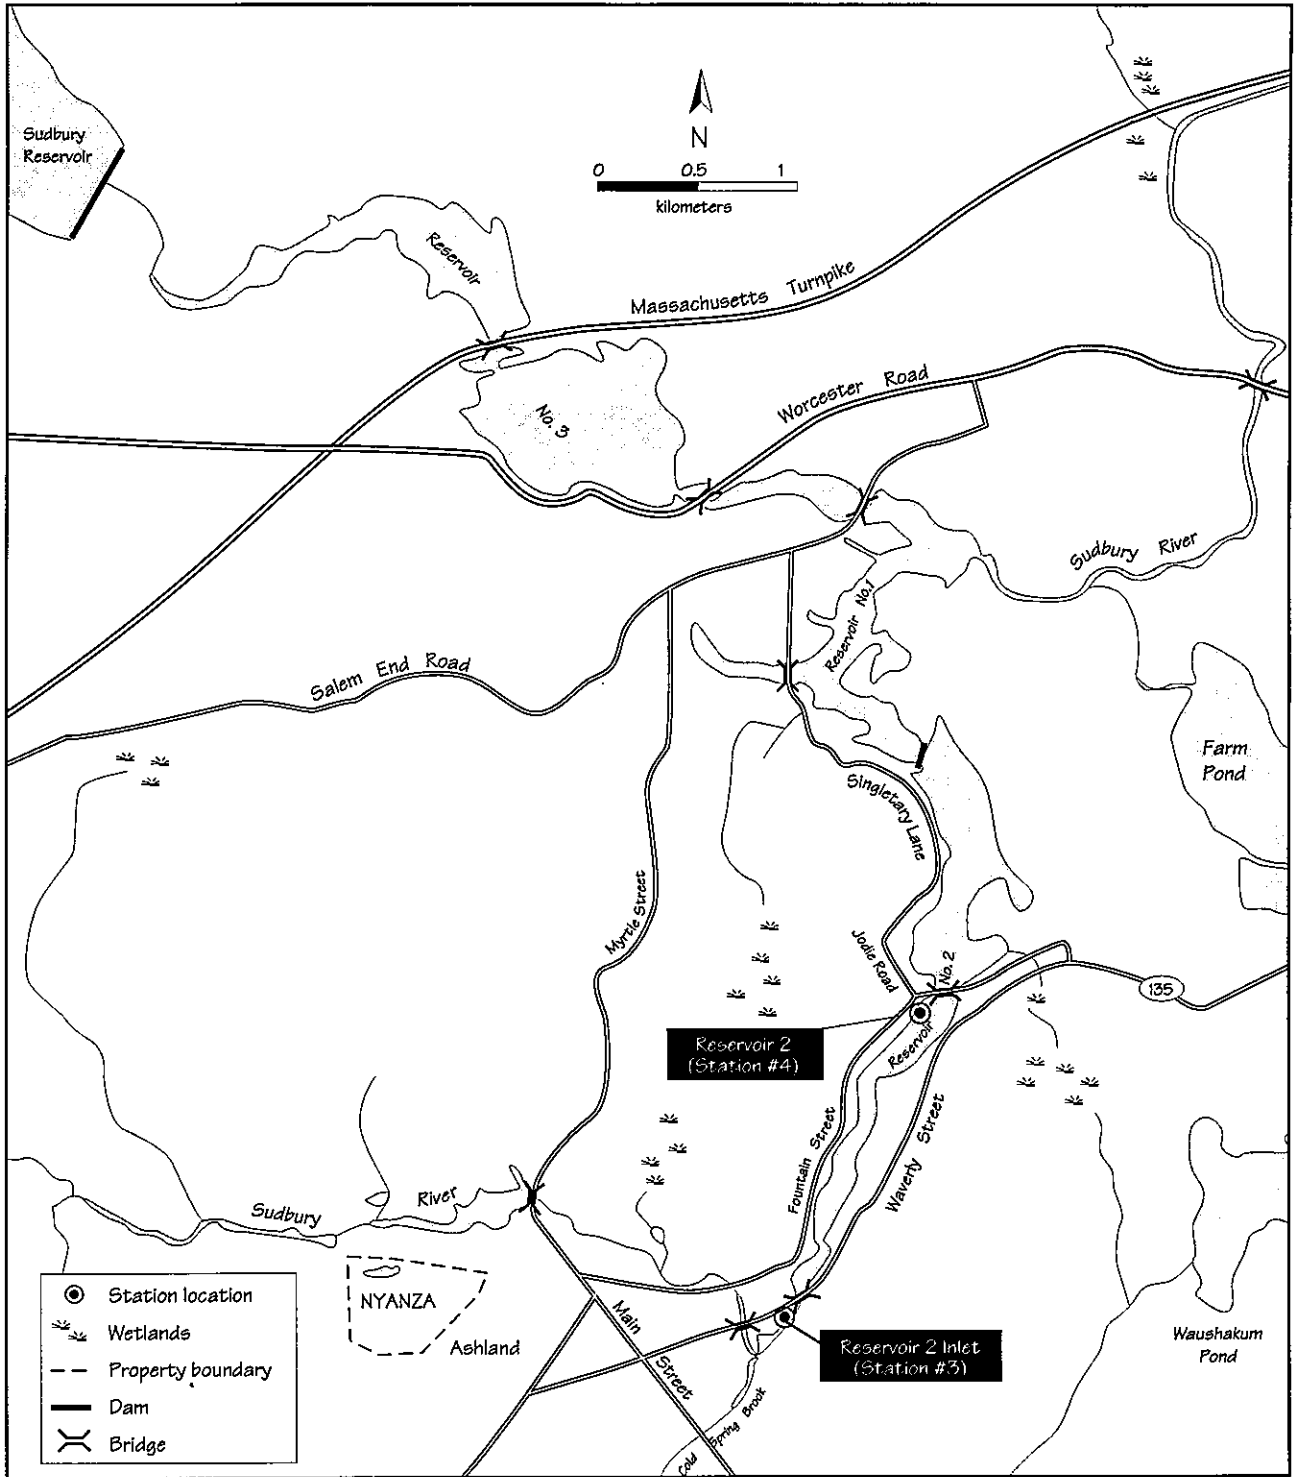 Sudbury
Reservoir
N
0 0.5 1
kilometers
Reservoir
Massachusetts Turnpike
No. 3
Worcester Road
Sudbury River
Reservoir No.1
Salem End Road
Farm
Pond
Singletary Lane
Myrtle Street
Jodie Road
No. 2
135
Reservoir
Reservoir 2
(Station #4)
Fountain Street
Waverly Street
Sudbury River
NYANZA
Ashland
Main
Street
Reservoir 2 Inlet
(Station #3)
Waushakum
Pond
Cold Spring Brook
Station location
Wetlands
Property boundary
Dam
Bridge